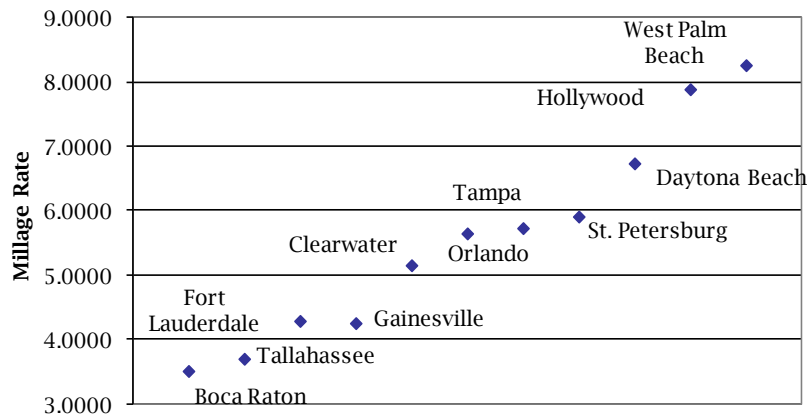 9.0000
8.0000
7.0000
6.0000
5.0000
4.0000
3.0000
Millage Rate
West Palm
Beach
Hollywood
Daytona Beach
Tampa
St. Petersburg
Clearwater
Orlando
Fort
Lauderdale
Gainesville
Tallahassee
Boca Raton